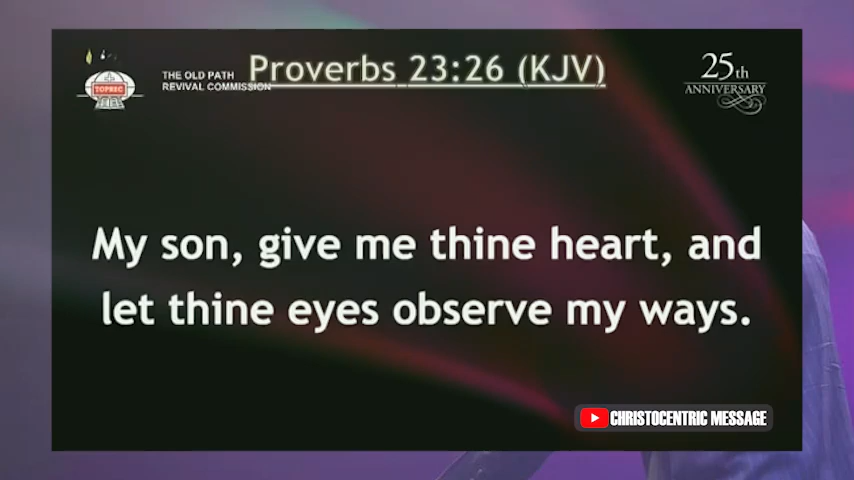 THE OLD PATH
REVIVAL COMMISSION
TOPREC
Proverbs 23:26 (KJV)
25th
ANNIVERSARY
My son, give me thine heart, and
let thine eyes observe my ways.
CHRISTOCENTRIC MESSAGE